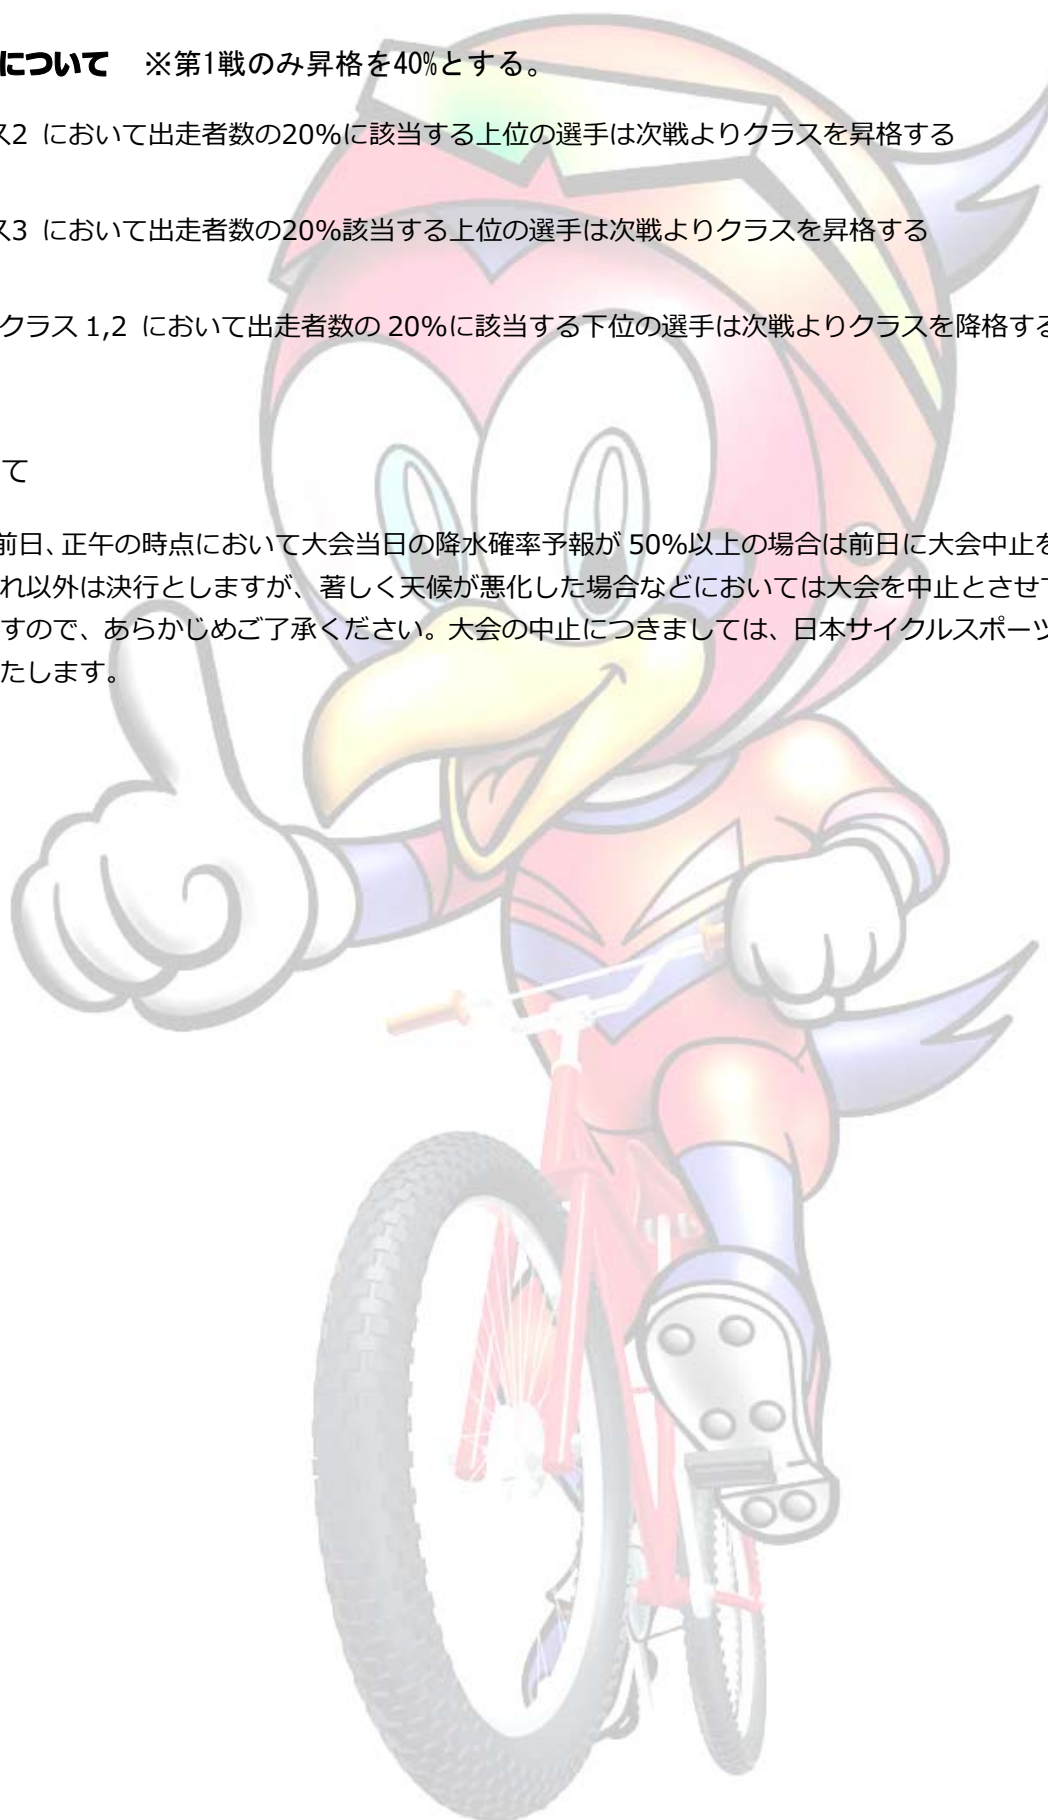 について ※第1戦のみ昇格を40%とする。
ス2 において出走者数の20%に該当する上位の選手は次戦よりクラスを昇格する
ス3 において出走者数の20%該当する上位の選手は次戦よりクラスを昇格する
クラス 1,2 において出走者数の 20%に該当する下位の選手は次戦よりクラスを降格する
て
前日、正午の時点において大会当日の降水確率予報が 50%以上の場合は前日に大会中止を
れ以外は決行としますが、著しく天候が悪化した場合などにおいては大会を中止とさせて
すので、あらかじめご了承ください。大会の中止につきましては、日本サイクルスポーツ
たします。